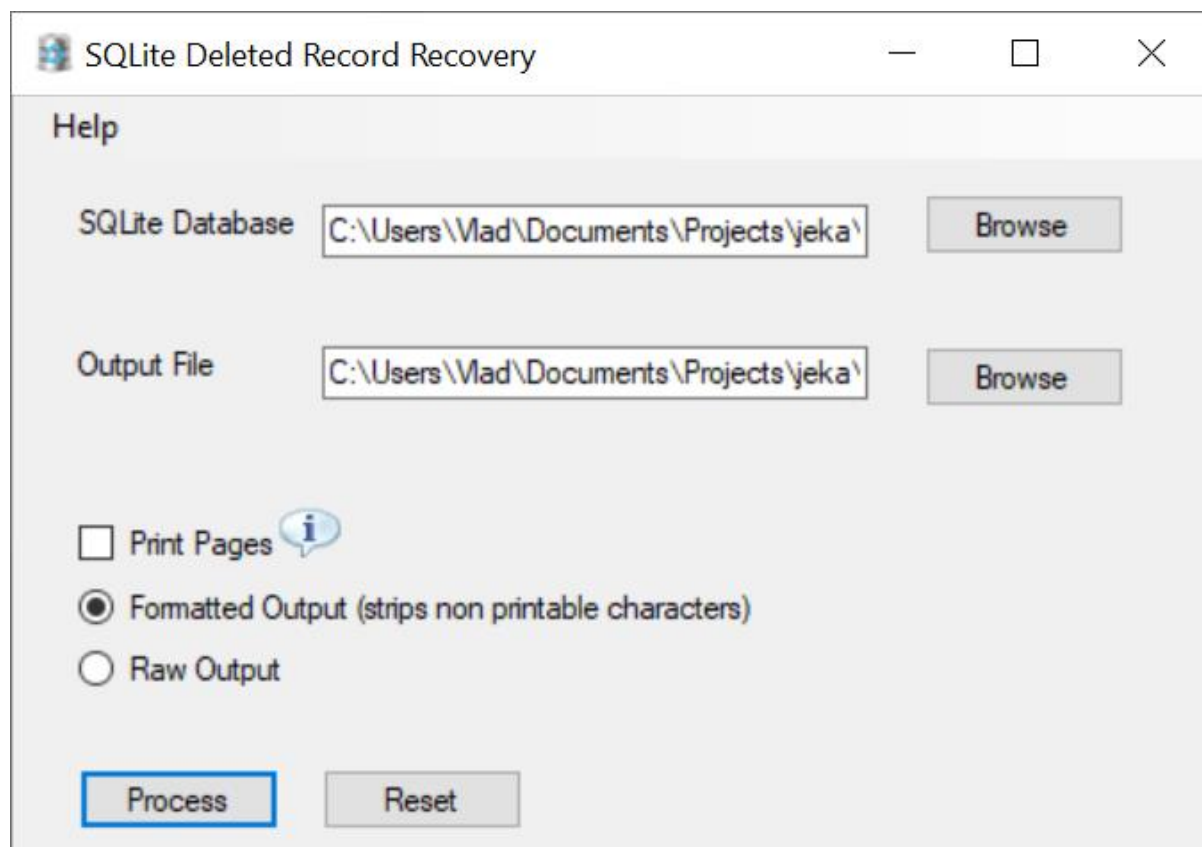 SQLite Deleted Record Recovery
Help
SQLite Database C:\Users\Vlad\Documents\Projects\jeka\ Browse
Output File C:\Users\Vlad\Documents\Projects\jeka\ Browse
Print Pages i
Formatted Output (strips non printable characters)
Raw Output
Process Reset